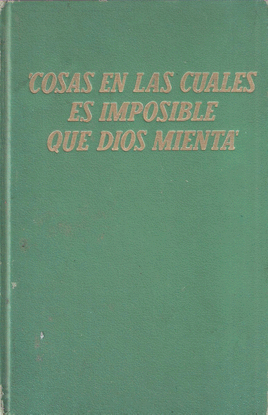 'COSAS EN LAS CUALES
ES IMPOSIBLE
QUE DIOS MIENTA'